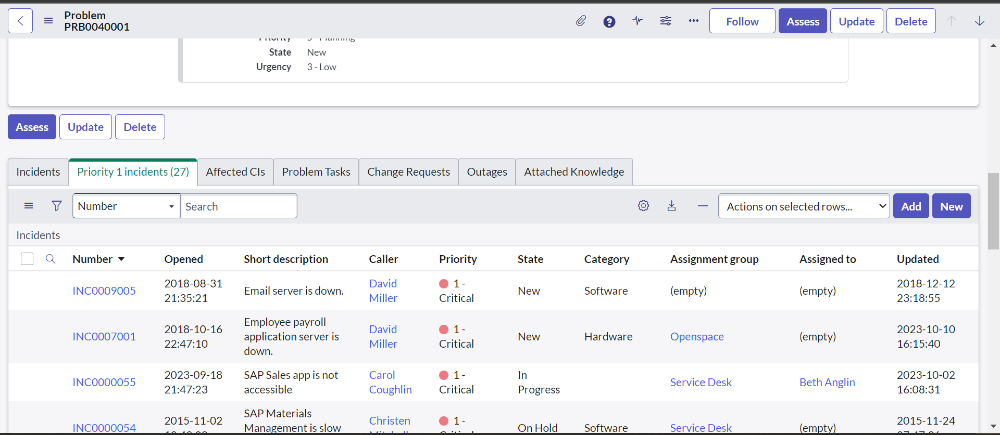 Problem
PRB0040001
Follow
Assess
Update
Delete
Priority
5 - Planning
State
New
Urgency
3 - Low
Assess
Update
Delete
Incidents
Priority 1 incidents (27)
Affected CIs
Problem Tasks
Change Requests
Outages
Attached Knowledge
Number
Search
Actions on selected rows...
Add
New
Incidents
Number
Opened
Short description
Caller
Priority
State
Category
Assignment group
Assigned to
Updated
INC0009005
2018-08-31
21:35:21
Email server is down.
David
Miller
1 -
Critical
New
Software
(empty)
(empty)
2018-12-12
23:18:55
INC0007001
2018-10-16
22:47:10
Employee payroll
application server is
down.
David
Miller
1 -
Critical
New
Hardware
Openspace
(empty)
2023-10-10
16:15:40
INC0000055
2023-09-18
21:47:23
SAP Sales app is not
accessible
Carol
Coughlin
1 -
Critical
In
Progress
Service Desk
Beth Anglin
2023-10-02
16:08:31
INC0000054
2015-11-02
SAP Materials
Management is slow
Christen
1 -
On Hold
Software
Service Desk
(empty)
2015-11-24